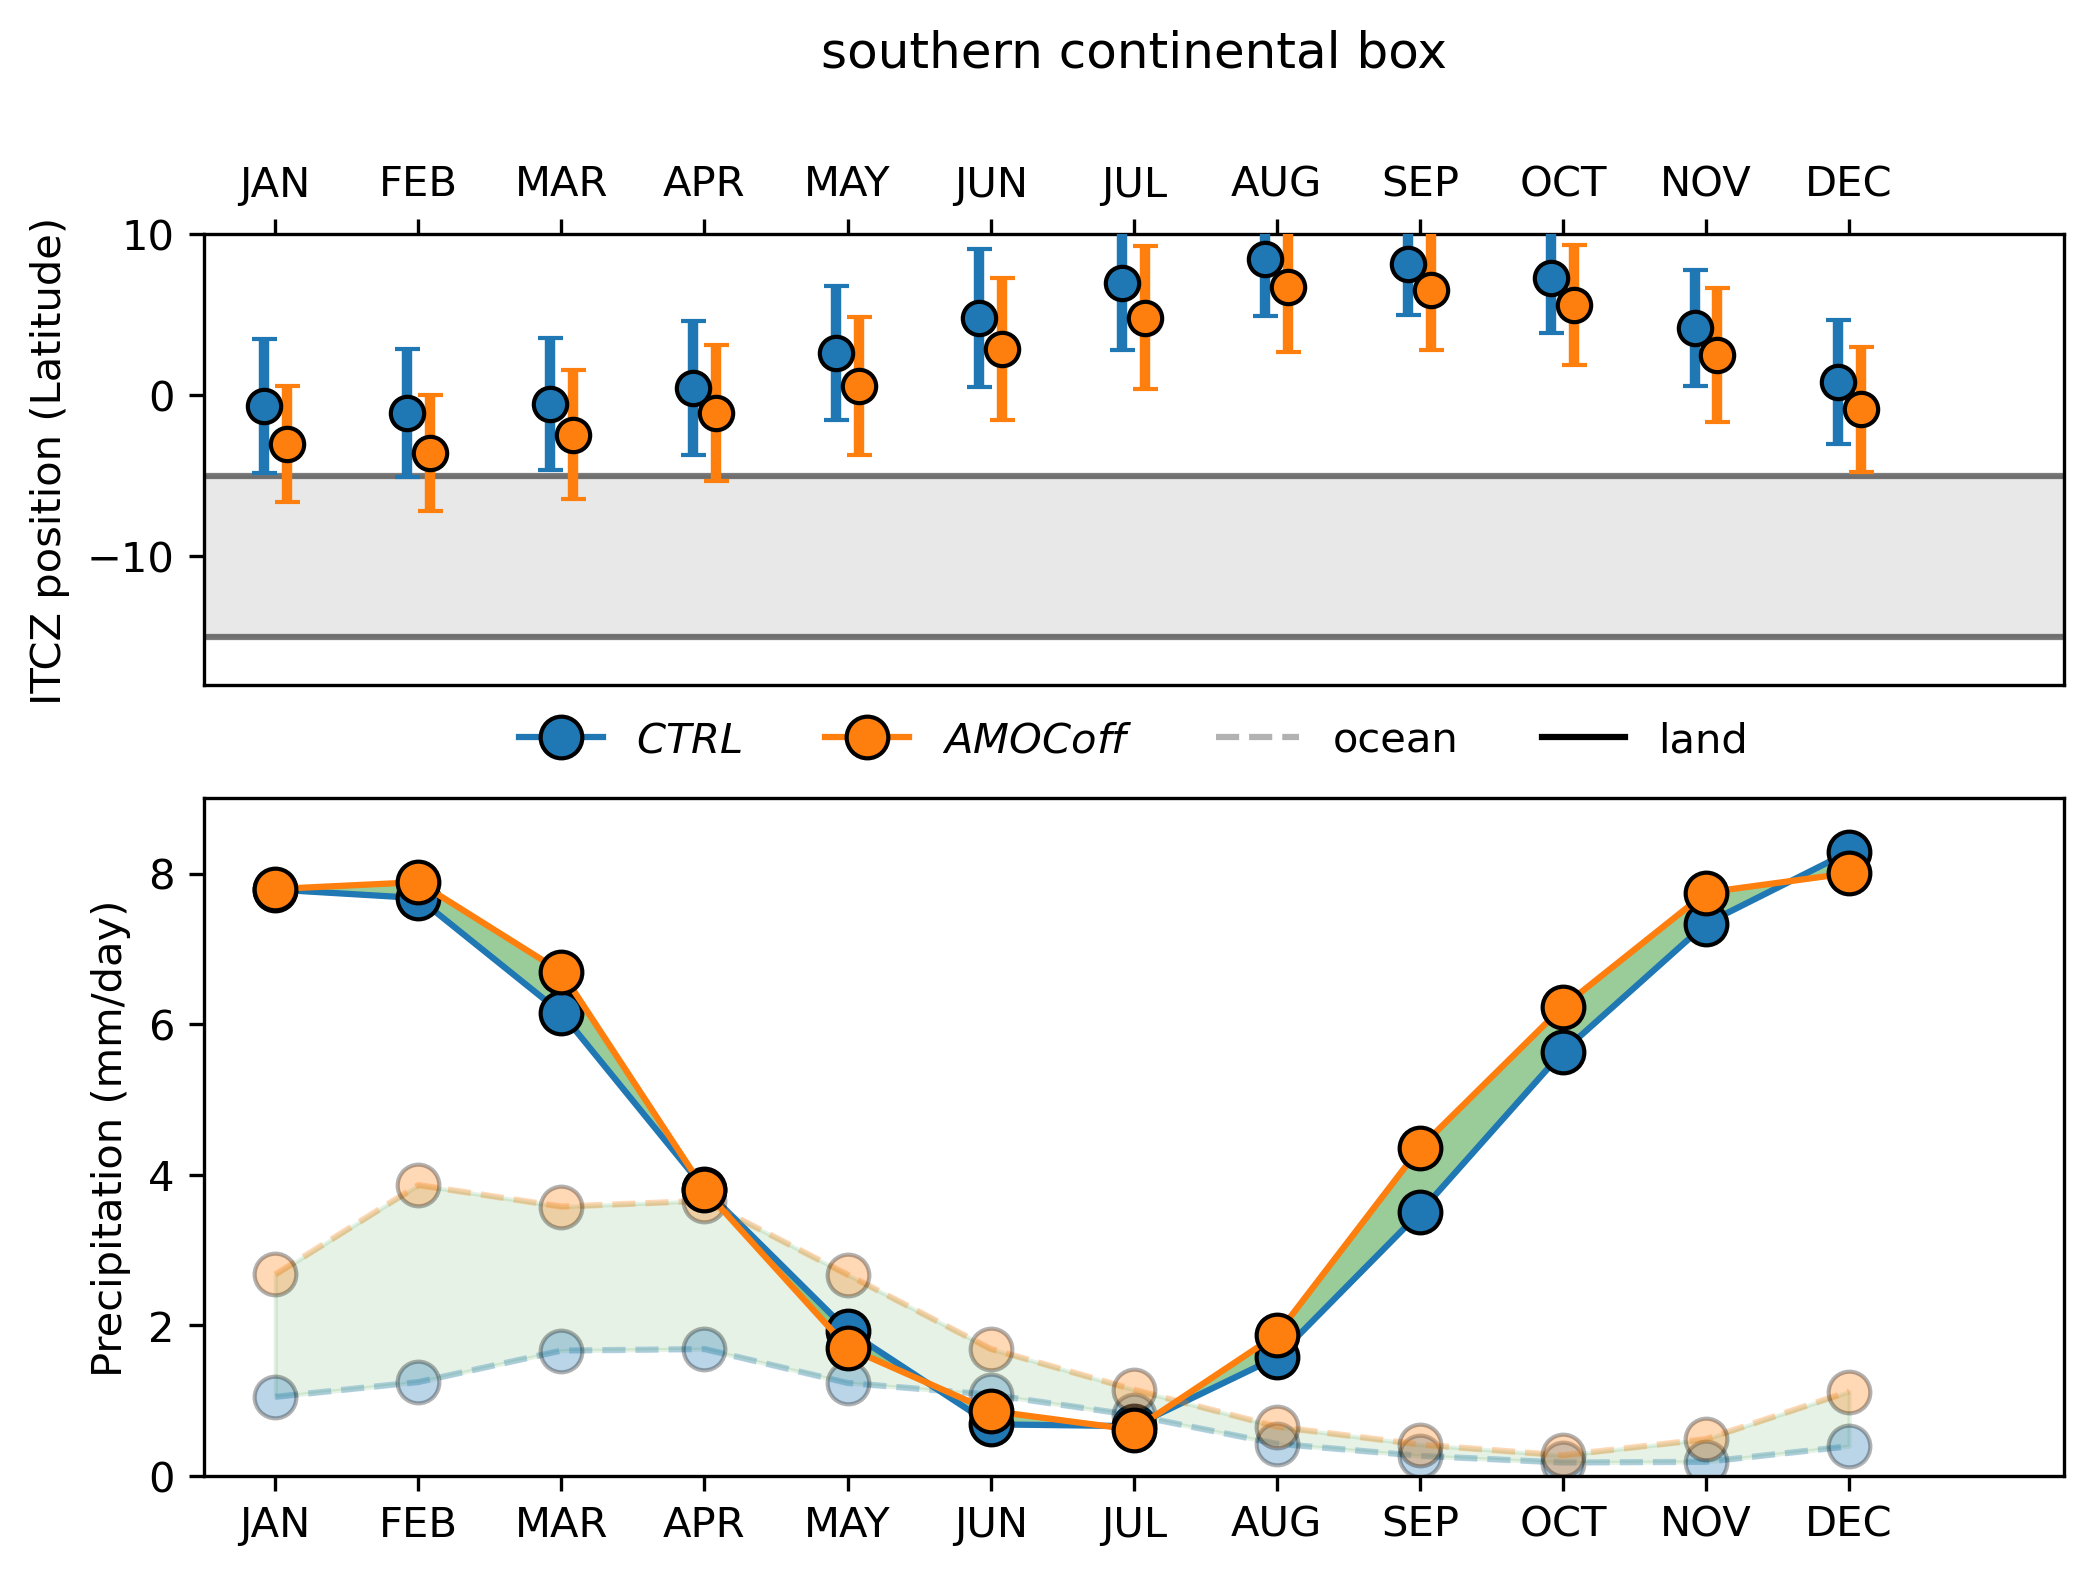 southern continental box
JAN FEB MAR APR MAY JUN JUL AUG SEP OCT NOV DEC
ITCZ position (Latitude)
10
0
−10
CTRL AMOCoff ocean land
Precipitation (mm/day)
8
6
4
2
0
JAN FEB MAR APR MAY JUN JUL AUG SEP OCT NOV DEC